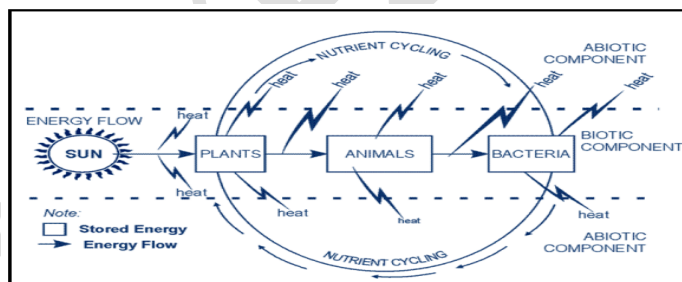 NUTRIENT CYCLING
ABIOTIC
COMPONENT
heat
heat
heat
heat
heat
ENERGY FLOW
heat
BIOTIC
COMPONENT
SUN
PLANTS
ANIMALS
BACTERIA
heat
heat
heat
heat
Note:
Stored Energy
Energy Flow
NUTRIENT CYCLING
ABIOTIC
COMPONENT